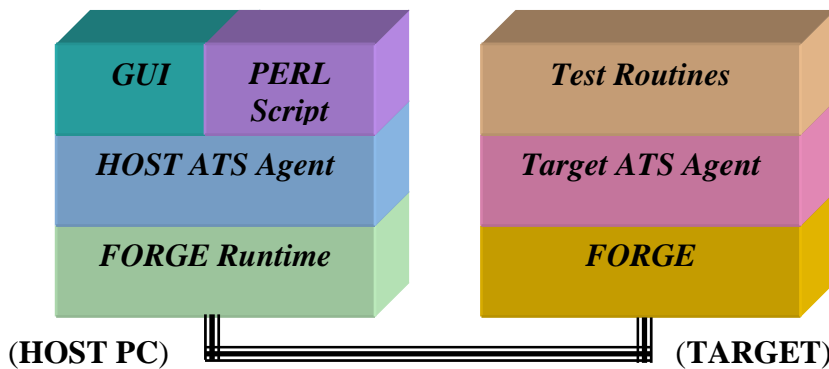 GUI
PERL
Script
HOST ATS Agent
FORGE Runtime
Test Routines
Target ATS Agent
FORGE
(HOST PC)
(TARGET)